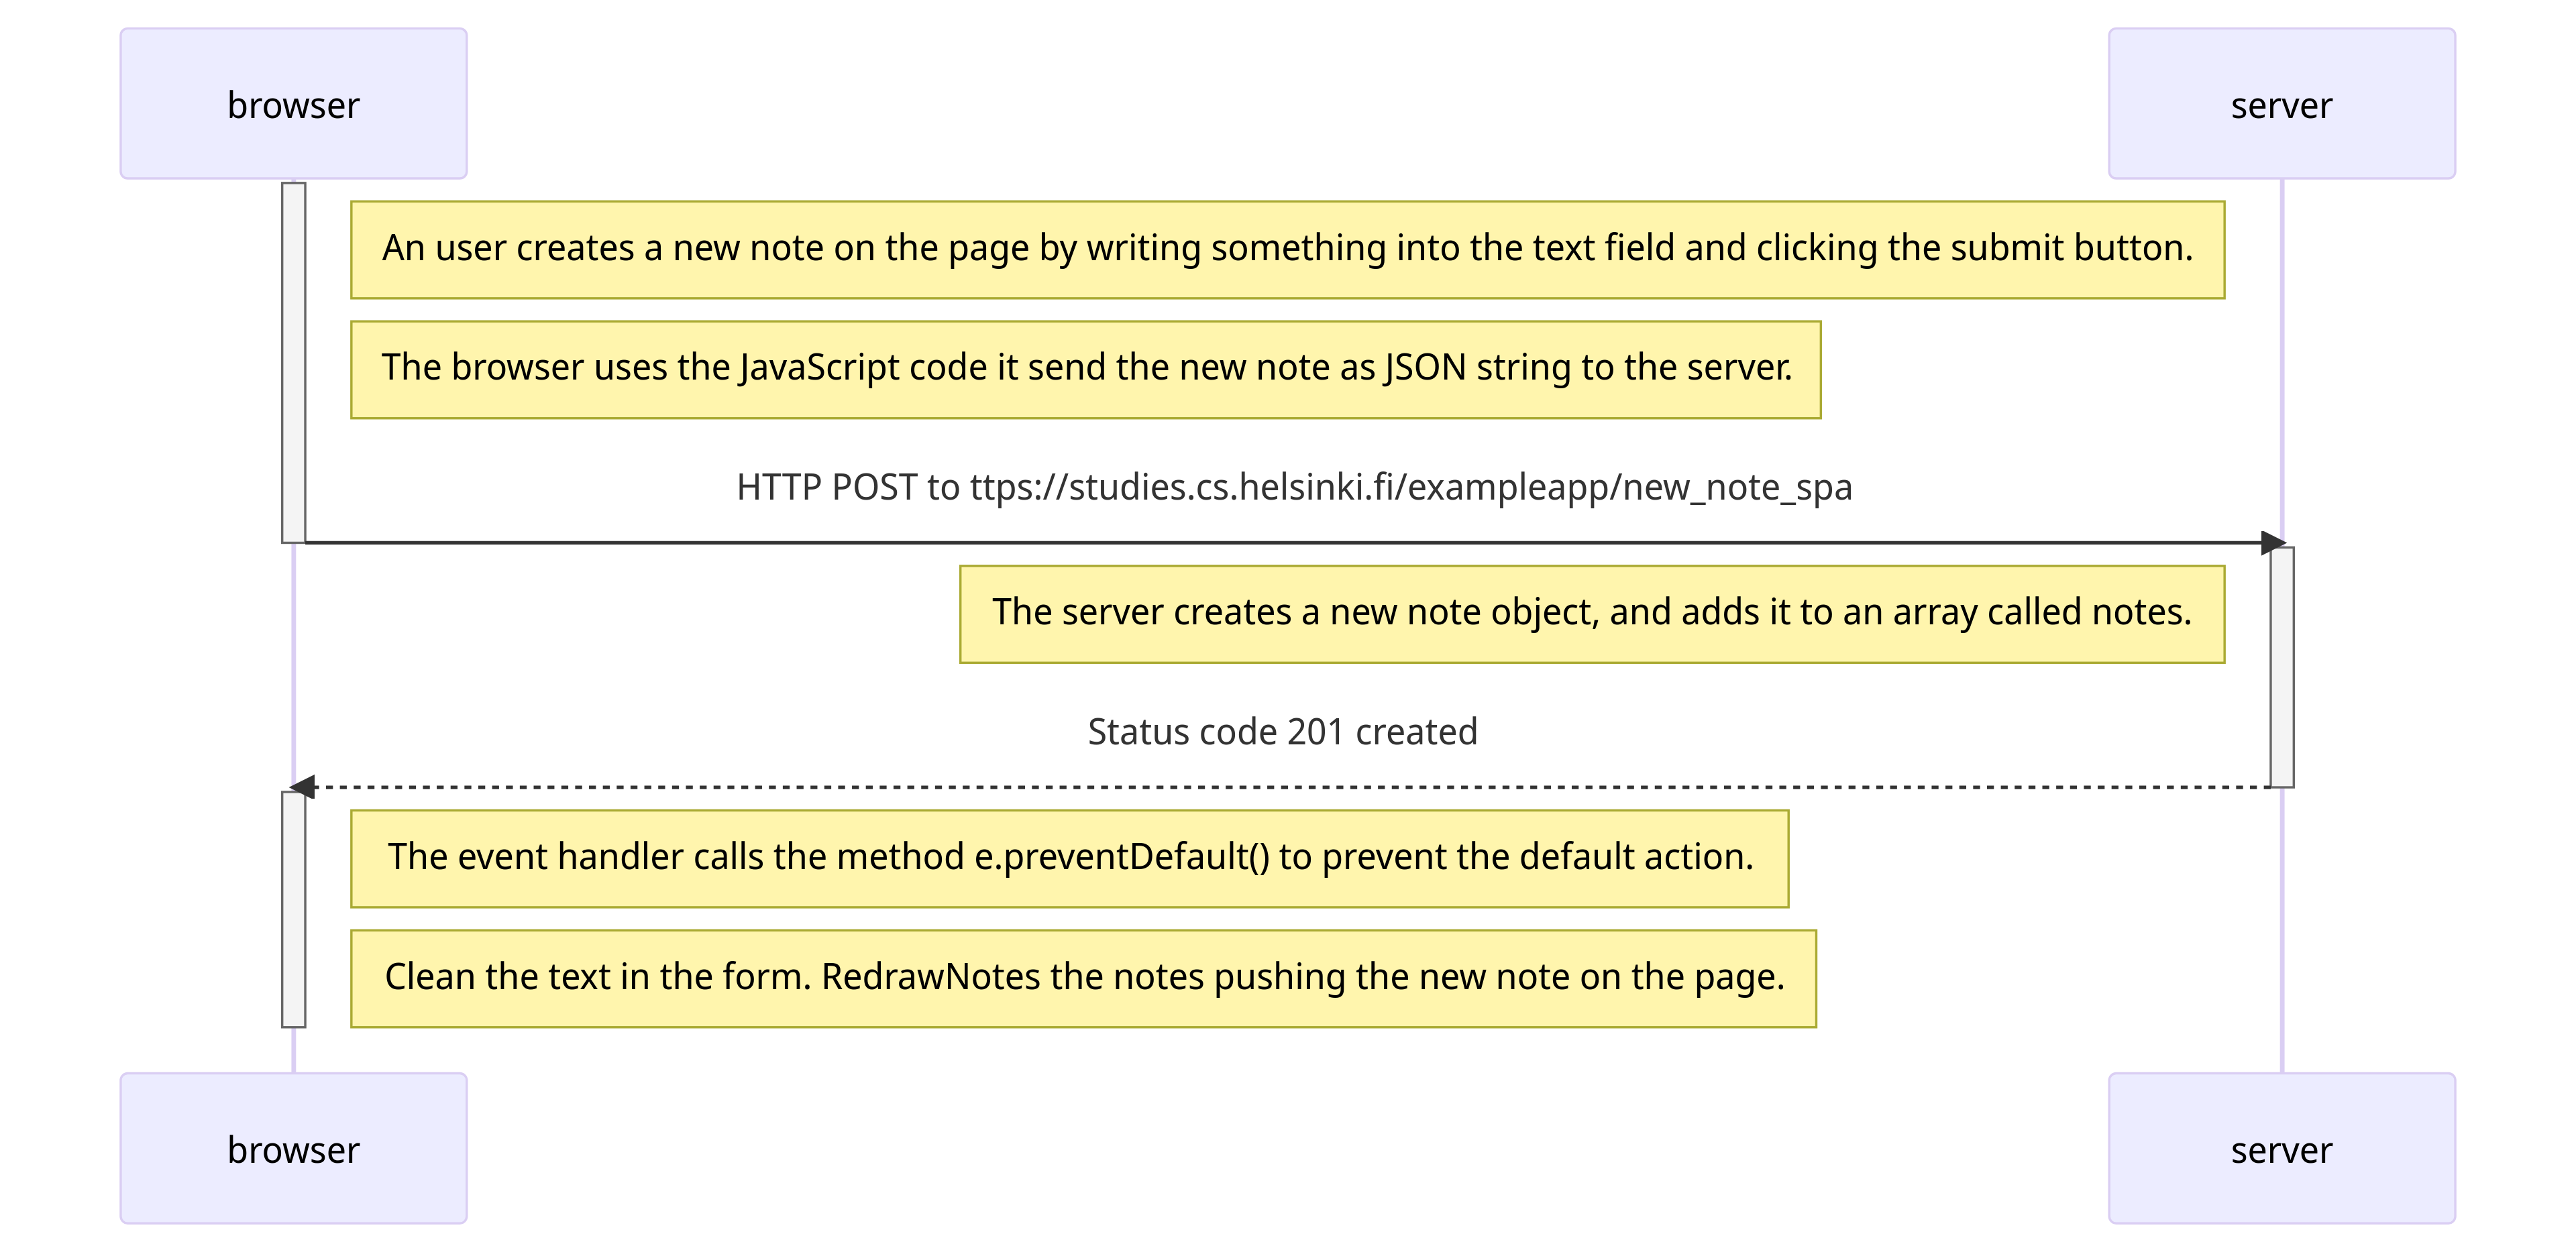 browser
server
An user creates a new note on the page by writing something into the text field and clicking the submit button.
The browser uses the JavaScript code it send the new note as JSON string to the server.
HTTP POST to ttps://studies.cs.helsinki.fi/exampleapp/new_note_spa
The server creates a new note object, and adds it to an array called notes.
Status code 201 created
The event handler calls the method e.preventDefault() to prevent the default action.
Clean the text in the form. RedrawNotes the notes pushing the new note on the page.
browser
server